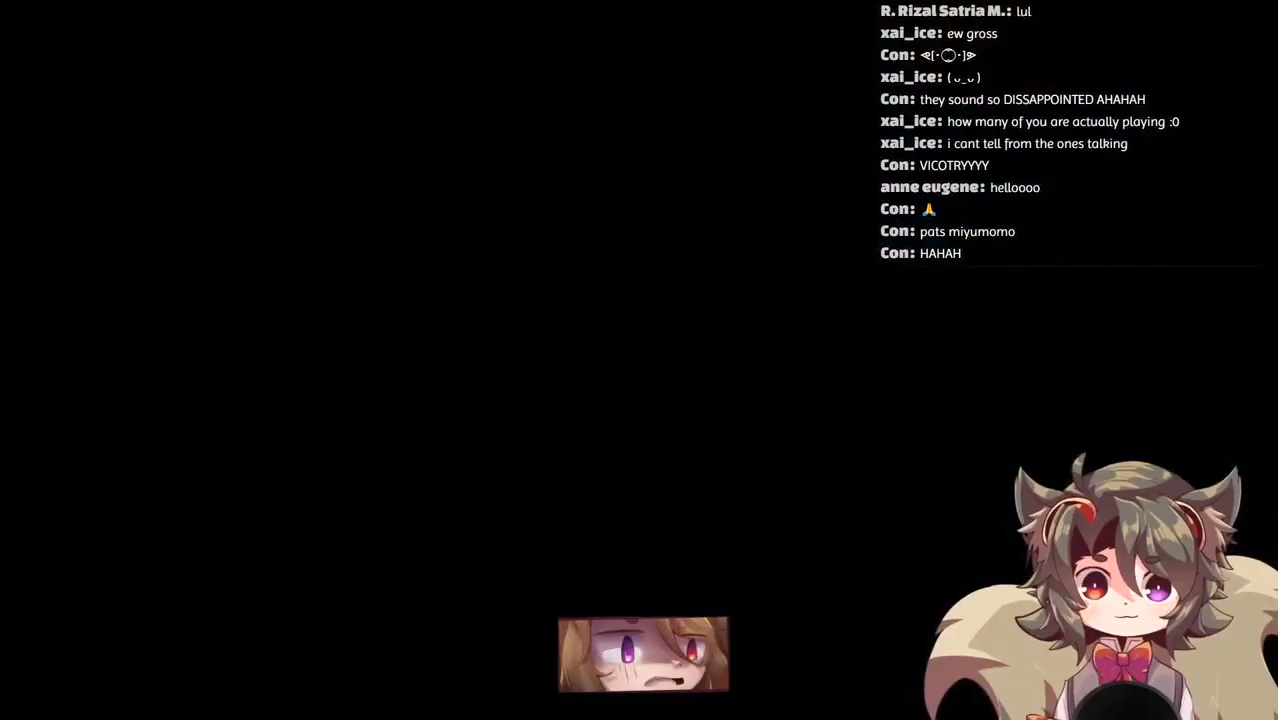 R. Rizal Satria M.: lul
xai_ice: ew gross
Con: ⋞[･◯･]⋟
xai_ice: ( ᴗ_ᴗ )
Con: they sound so DISSAPPOINTED AHAHAH
xai_ice: how many of you are actually playing :0
xai_ice: i cant tell from the ones talking
Con: VICOTRYYYY
anne eugene: helloooo
Con: 🙏
Con: pats miyumomo
Con: HAHAH